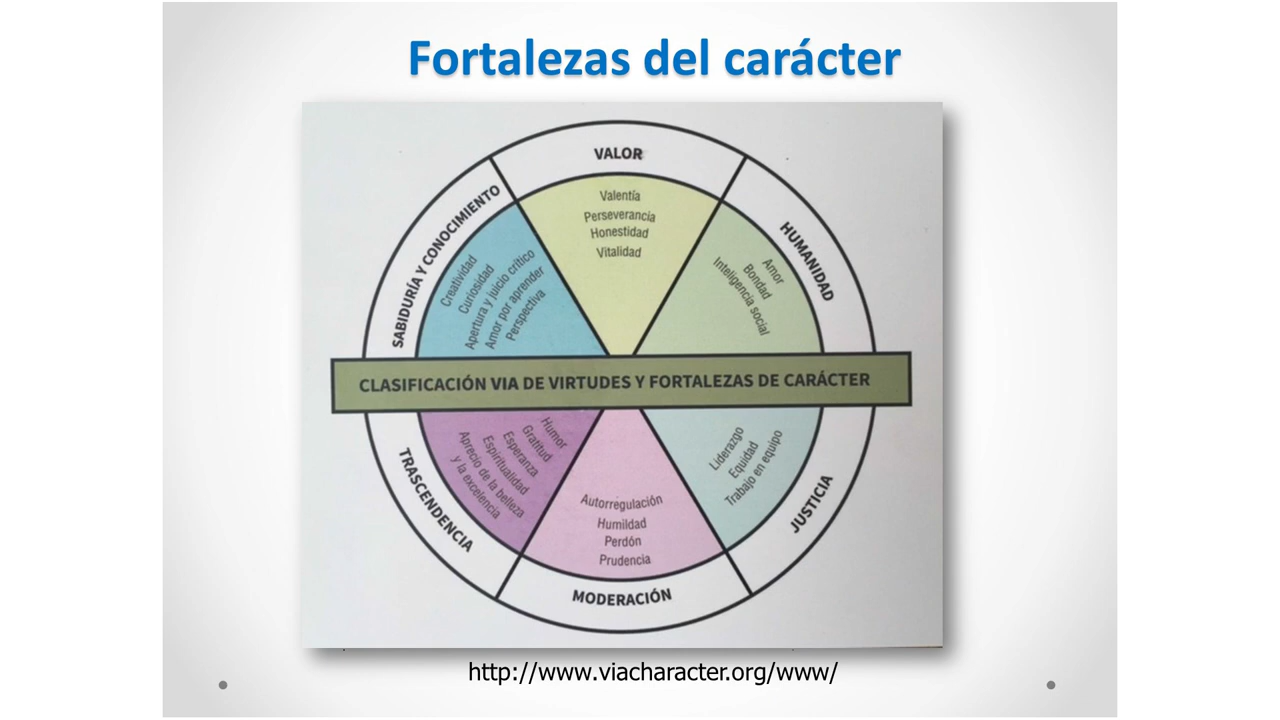 Fortalezas del carácter
VALOR
Valentía
Perseverancia
Honestidad
Vitalidad
HUMANIDAD
Amor
Bondad
Inteligencia social
SABIDURÍA Y CONOCIMIENTO
Creatividad
Curiosidad
Apertura y juicio crítico
Amor por aprender
Perspectiva
CLASIFICACIÓN VIA DE VIRTUDES Y FORTALEZAS DE CARÁCTER
TRASCENDENCIA
Humor
Gratitud
Esperanza
Espiritualidad
Aprecio de la belleza
y la excelencia
MODERACIÓN
Autorregulación
Humildad
Perdón
Prudencia
JUSTICIA
Liderazgo
Equidad
Trabajo en equipo
http://www.viacharacter.org/www/